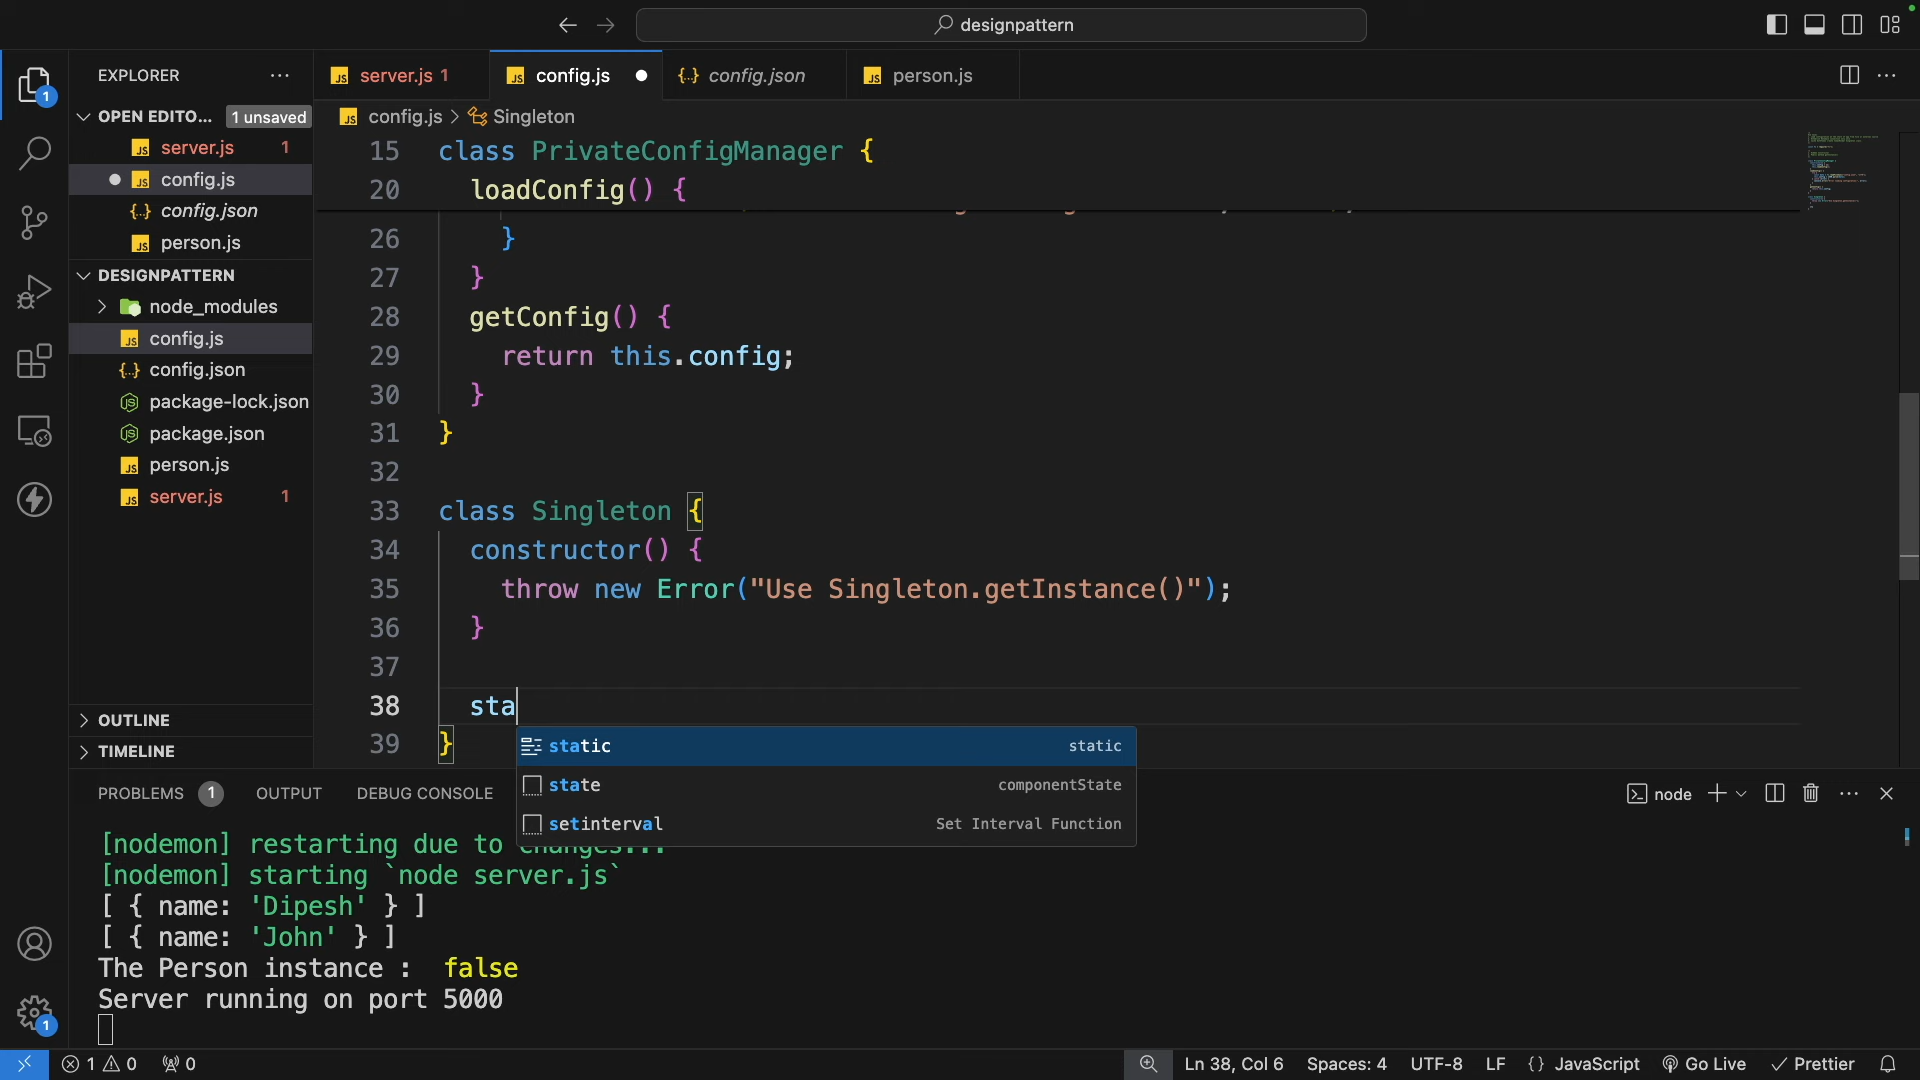 designpattern
EXPLORER
server.js 1
config.js
config.json
person.js
OPEN EDITO... 1 unsaved
config.js > Singleton
server.js 1
config.js
config.json
person.js
DESIGNPATTERN
node_modules
config.js
config.json
package-lock.json
package.json
person.js
server.js 1
OUTLINE
TIMELINE
15 class PrivateConfigManager {
20 loadConfig() {
26 }
27 }
28 getConfig() {
29 return this.config;
30 }
31 }
32
33 class Singleton {
34 constructor() {
35 throw new Error("Use Singleton.getInstance()");
36 }
37
38 sta
39 }
static static
state componentState
setinterval Set Interval Function
PROBLEMS 1 OUTPUT DEBUG CONSOLE
node
[nodemon] restarting due to changes...
[nodemon] starting `node server.js`
[ { name: 'Dipesh' } ]
[ { name: 'John' } ]
The Person instance : false
Server running on port 5000
1
1
1 0 0
Ln 38, Col 6 Spaces: 4 UTF-8 LF {} JavaScript Go Live Prettier